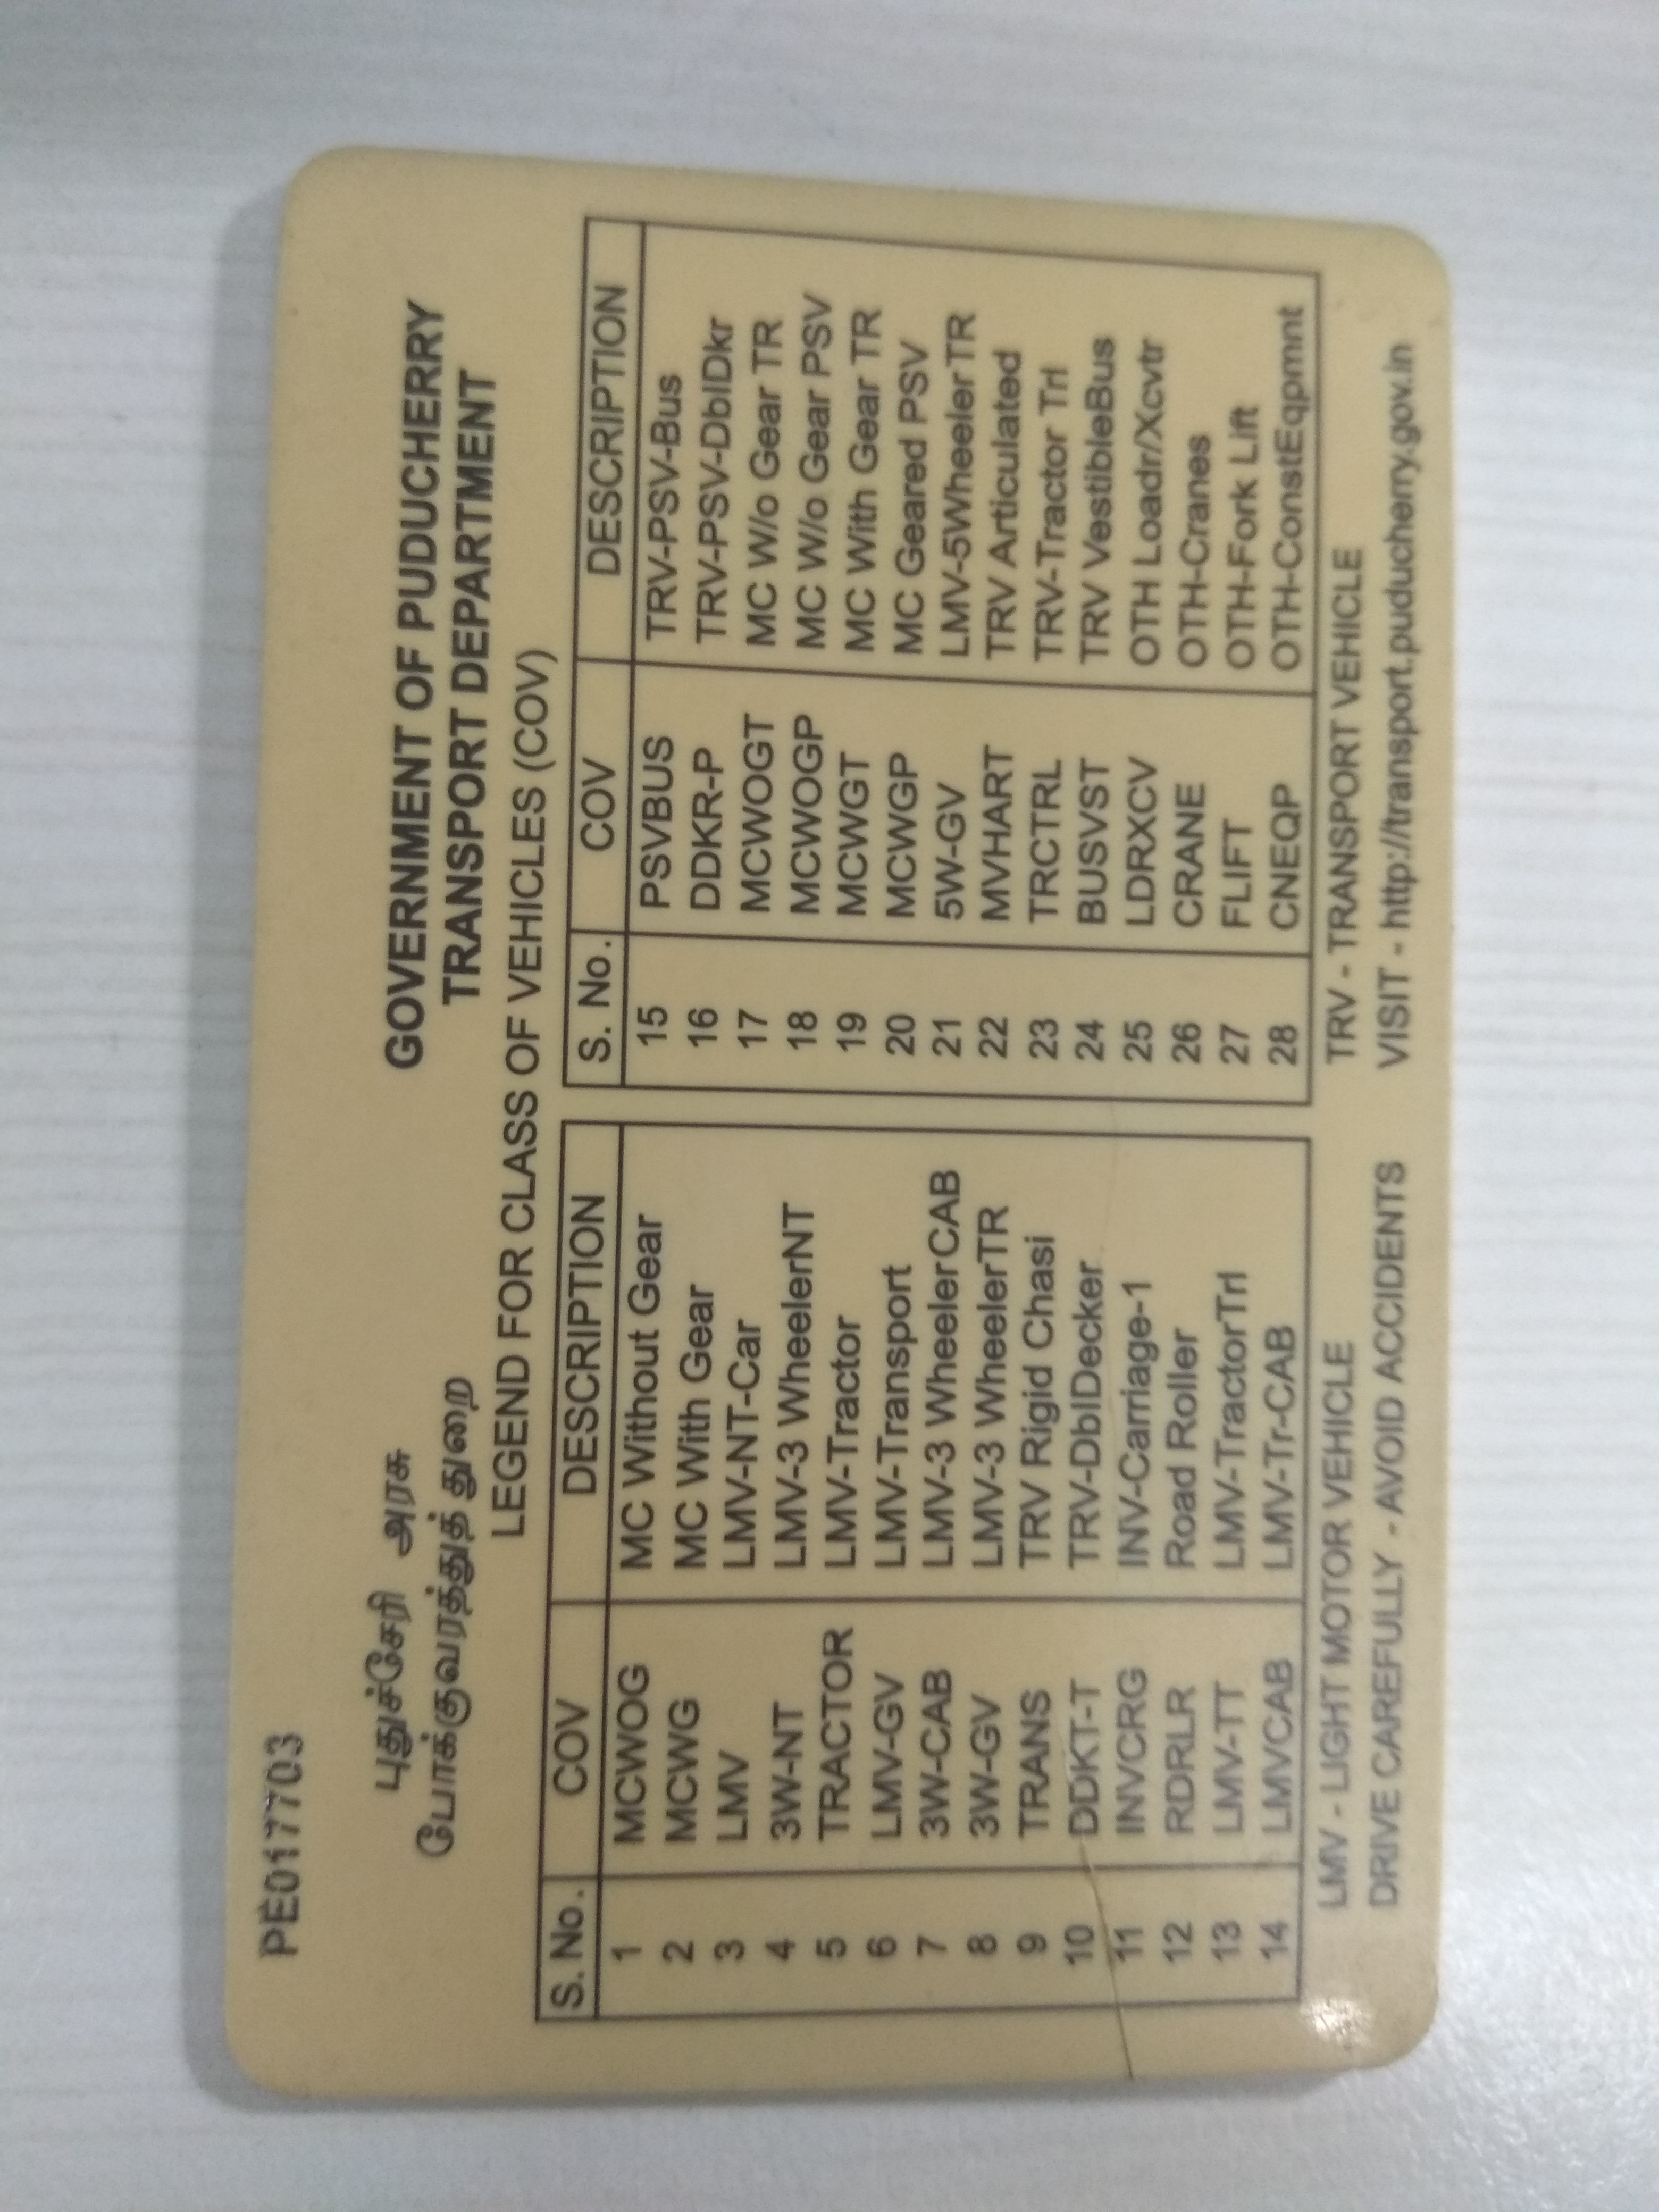 PE017703
புதுச்சேரி அரசு GOVERNMENT OF PUDUCHERRY
போக்குவரத்துத் துறை TRANSPORT DEPARTMENT
LEGEND FOR CLASS OF VEHICLES (COV)
S. No. COV DESCRIPTION S. No. COV DESCRIPTION
1 MCWOG MC Without Gear 15 PSVBUS TRV-PSV-Bus
2 MCWG MC With Gear 16 DDKR-P TRV-PSV-DblDkr
3 LMV LMV-NT-Car 17 MCWOGT MC W/o Gear TR
4 3W-NT LMV-3 WheelerNT 18 MCWOGP MC W/o Gear PSV
5 TRACTOR LMV-Tractor 19 MCWGT MC With Gear TR
6 LMV-GV LMV-Transport 20 MCWGP MC Geared PSV
7 3W-CAB LMV-3 WheelerCAB 21 5W-GV LMV-5WheelerTR
8 3W-GV LMV-3 WheelerTR 22 MVHART TRV Articulated
9 TRANS TRV Rigid Chasi 23 TRCTRL TRV-Tractor Trl
10 DDKT-T TRV-DblDecker 24 BUSVST TRV VestibleBus
11 INVCRG INV-Carriage-1 25 LDRXCV OTH Loadr/Xcvtr
12 RDRLR Road Roller 26 CRANE OTH-Cranes
13 LMV-TT LMV-TractorTrl 27 FLIFT OTH-Fork Lift
14 LMVCAB LMV-Tr-CAB 28 CNEQP OTH-ConstEqpmnt
LMV - LIGHT MOTOR VEHICLE TRV - TRANSPORT VEHICLE
DRIVE CAREFULLY - AVOID ACCIDENTS VISIT - http://transport.puducherry.gov.in